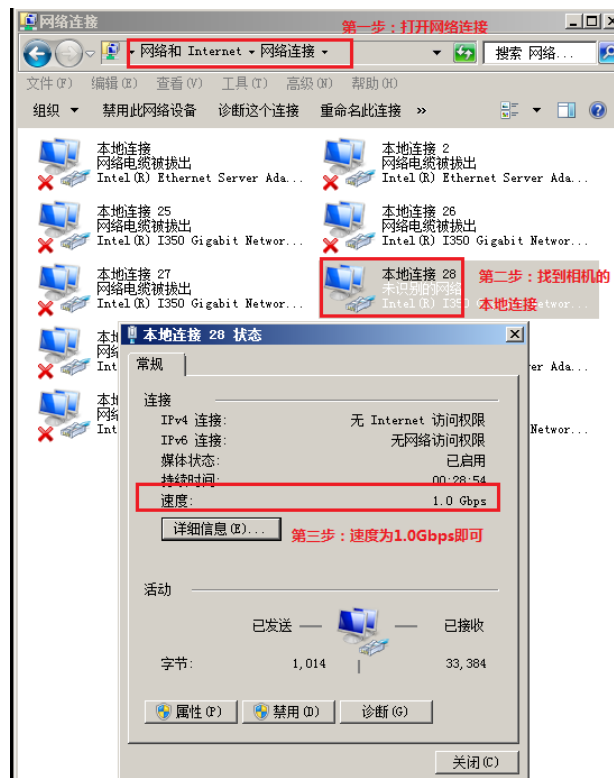 网络连接
第一步：打开网络连接
网络和 Internet 网络连接
搜索 网络...
文件(F) 编辑(E) 查看(V) 工具(T) 高级(N) 帮助(H)
组织 禁用此网络设备 诊断这个连接 重命名此连接 »
本地连接
网络电缆被拔出
Intel(R) Ethernet Server Ada...
本地连接 2
网络电缆被拔出
Intel(R) Ethernet Server Ada...
本地连接 25
网络电缆被拔出
Intel(R) I350 Gigabit Networ...
本地连接 26
网络电缆被拔出
Intel(R) I350 Gigabit Networ...
本地连接 27
网络电缆被拔出
Intel(R) I350 Gigabit Networ...
本地连接 28
未识别的网络
Intel(R) I350 etwor...
第二步：找到相机的
本地连接
er Ada...
Networ...
本地连接 28 状态
常规
连接
IPv4 连接: 无 Internet 访问权限
IPv6 连接: 无网络访问权限
媒体状态: 已启用
持续时间: 00:28:54
速度: 1.0 Gbps
详细信息(E)...
第三步：速度为1.0Gbps即可
活动
已发送 已接收
字节: 1,014 33,384
属性(P) 禁用(D) 诊断(G)
关闭(C)